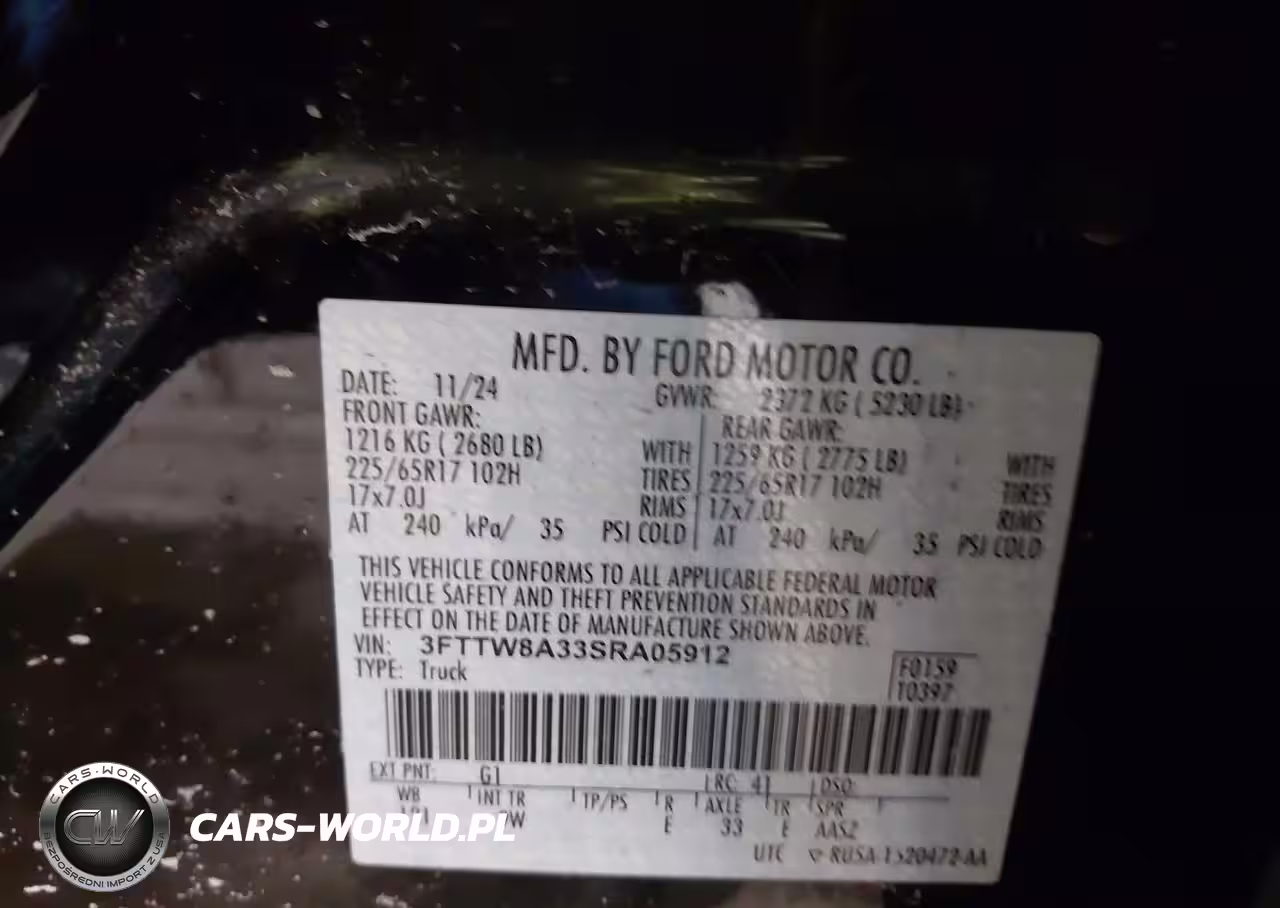 MFD. BY FORD MOTOR CO.
DATE: 11/24 GVWR: 2372 KG ( 5230 LB)
FRONT GAWR: REAR GAWR:
1216 KG ( 2680 LB) WITH 1259 KG ( 2775 LB) WITH
225/65R17 102H TIRES 225/65R17 102H TIRES
17x7.0J RIMS 17x7.0J RIMS
AT 240 kPa/ 35 PSI COLD AT 240 kPa/ 35 PSI COLD
THIS VEHICLE CONFORMS TO ALL APPLICABLE FEDERAL MOTOR
VEHICLE SAFETY AND THEFT PREVENTION STANDARDS IN
EFFECT ON THE DATE OF MANUFACTURE SHOWN ABOVE.
VIN: 3FTTW8A33SRA05912
TYPE: Truck
F0159
T0397
EXT PNT: G1 LRC: 41 DSO:
WB INT TR TP/PS R AXLE TR SPR
E 33 E AAS2
UTC RUSA-1520472-AA
CARS-WORLD
CW
BEZPOŚREDNI IMPORT Z USA
CARS-WORLD.PL